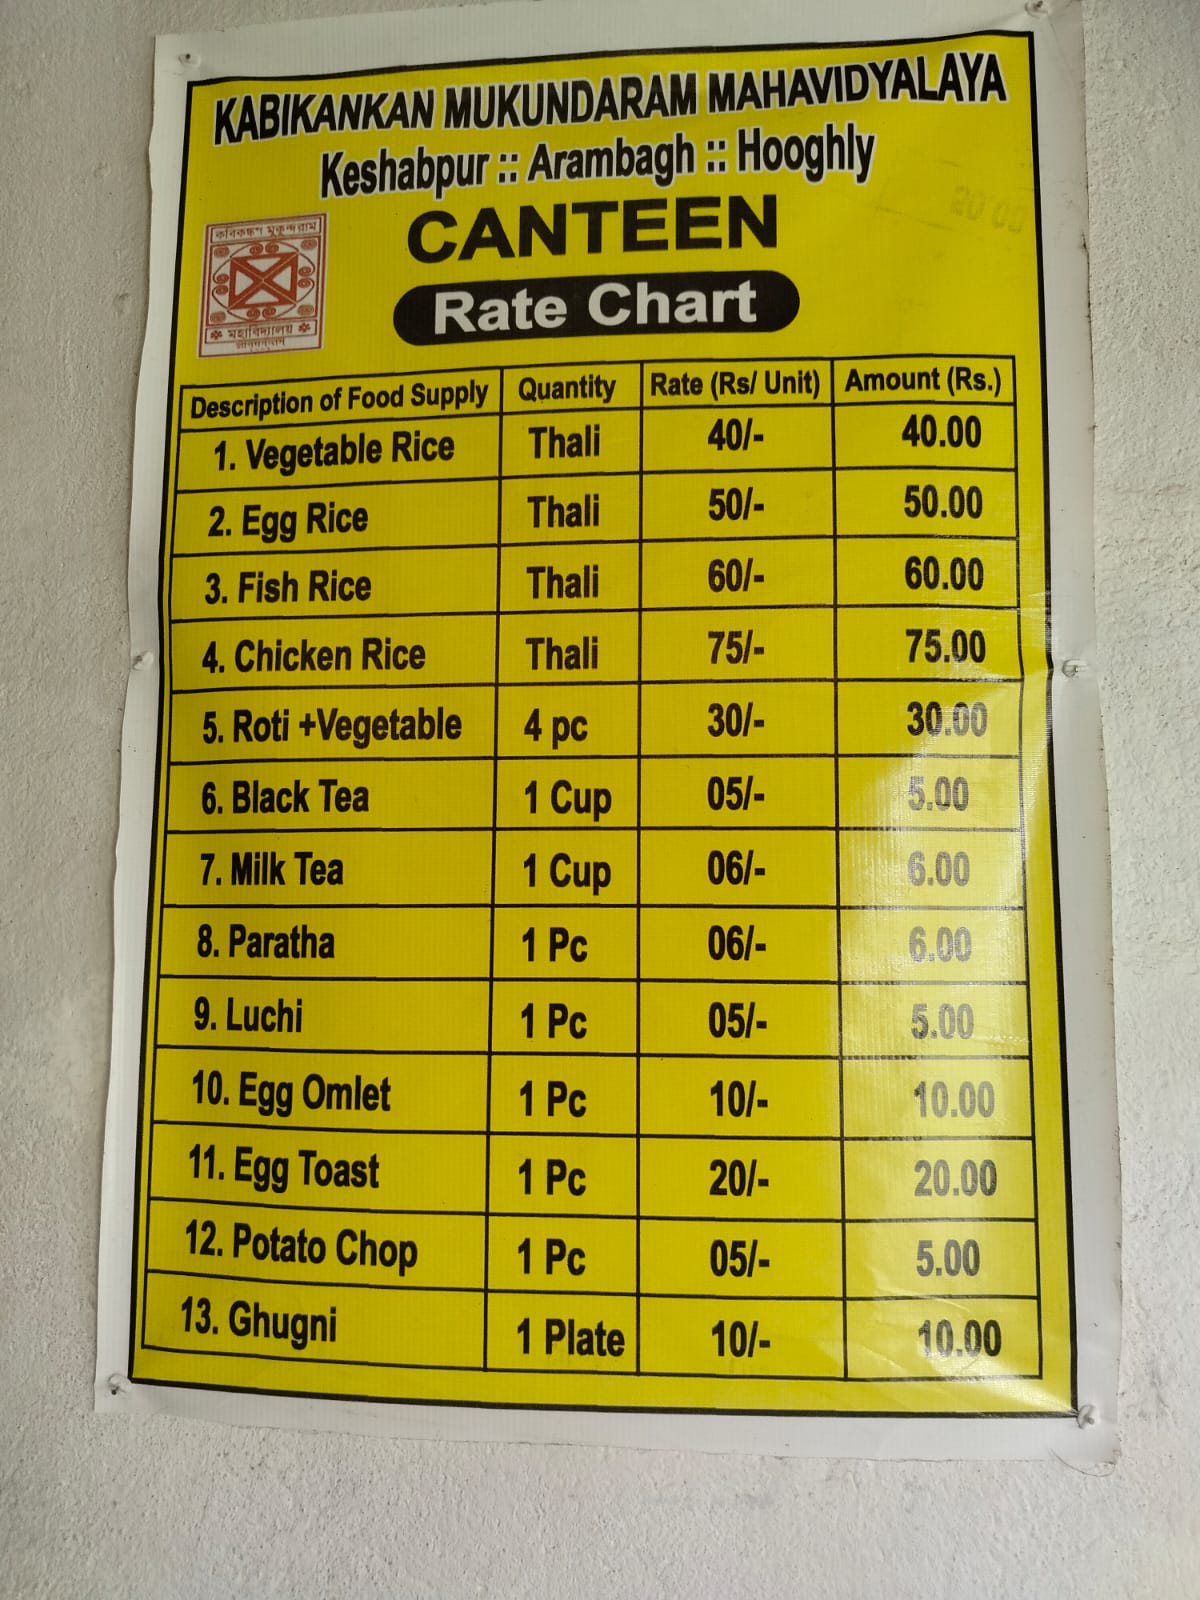 KABIKANKAN MUKUNDARAM MAHAVIDYALAYA
Keshabpur :: Arambagh :: Hooghly
CANTEEN
Rate Chart
কবিকঙ্কণ মুকুন্দরাম
মহাবিদ্যালয়
Description of Food Supply Quantity Rate (Rs/ Unit) Amount (Rs.)
1. Vegetable Rice Thali 40/- 40.00
2. Egg Rice Thali 50/- 50.00
3. Fish Rice Thali 60/- 60.00
4. Chicken Rice Thali 75/- 75.00
5. Roti +Vegetable 4 pc 30/- 30.00
6. Black Tea 1 Cup 05/- 5.00
7. Milk Tea 1 Cup 06/- 6.00
8. Paratha 1 Pc 06/- 6.00
9. Luchi 1 Pc 05/- 5.00
10. Egg Omlet 1 Pc 10/- 10.00
11. Egg Toast 1 Pc 20/- 20.00
12. Potato Chop 1 Pc 05/- 5.00
13. Ghugni 1 Plate 10/- 10.00